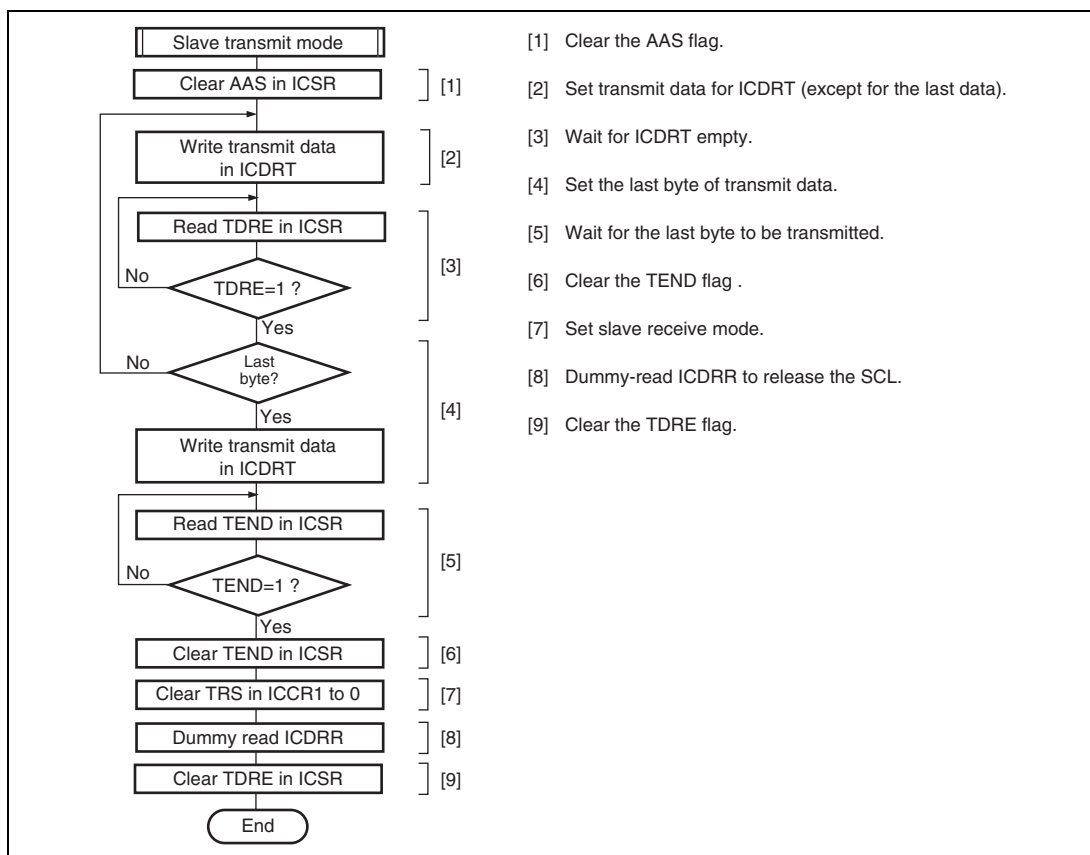 Slave transmit mode
Clear AAS in ICSR
[1]
Write transmit data
in ICDRT
[2]
Read TDRE in ICSR
No
TDRE=1 ?
[3]
Yes
No
Last
byte?
[4]
Yes
Write transmit data
in ICDRT
Read TEND in ICSR
No
TEND=1 ?
[5]
Yes
Clear TEND in ICSR
[6]
Clear TRS in ICCR1 to 0
[7]
Dummy read ICDRR
[8]
Clear TDRE in ICSR
[9]
End
[1] Clear the AAS flag.
[2] Set transmit data for ICDRT (except for the last data).
[3] Wait for ICDRT empty.
[4] Set the last byte of transmit data.
[5] Wait for the last byte to be transmitted.
[6] Clear the TEND flag .
[7] Set slave receive mode.
[8] Dummy-read ICDRR to release the SCL.
[9] Clear the TDRE flag.